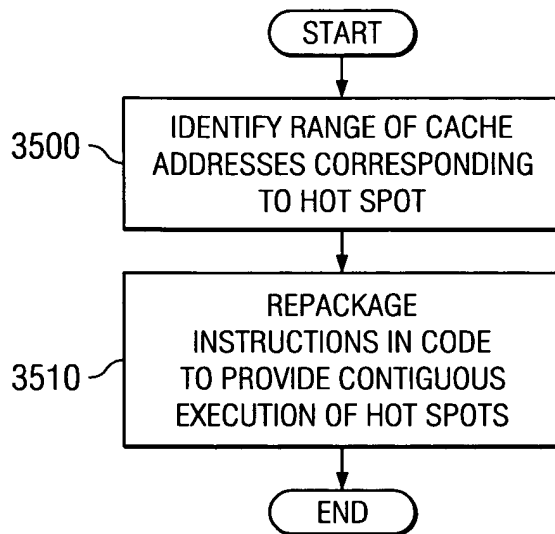 START
3500
IDENTIFY RANGE OF CACHE
ADDRESSES CORRESPONDING
TO HOT SPOT
3510
REPACKAGE
INSTRUCTIONS IN CODE
TO PROVIDE CONTIGUOUS
EXECUTION OF HOT SPOTS
END